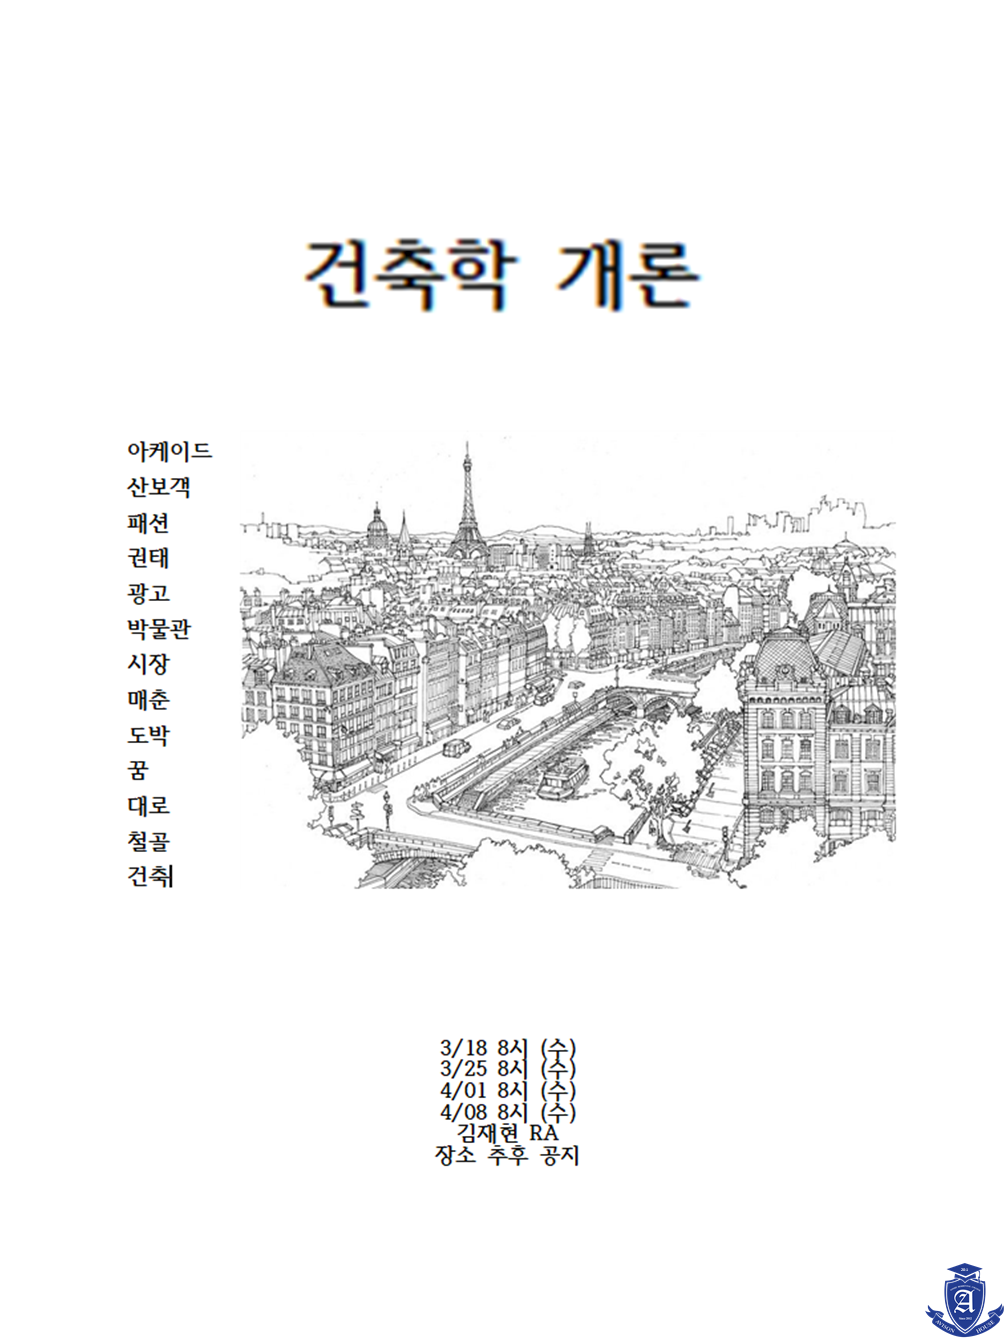 건축학 개론
아케이드
산보객
패션
권태
광고
박물관
시장
매춘
도박
꿈
대로
철골
건축
3/18 8시 (수)
3/25 8시 (수)
4/01 8시 (수)
4/08 8시 (수)
김재현 RA
장소 추후 공지
A
AVISON HOUSE